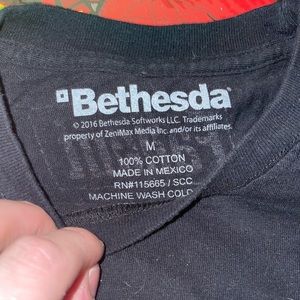 Bethesda
© 2016 Bethesda Softworks LLC. Trademarks
property of ZeniMax Media Inc. and/or its affiliates.
M
100% COTTON
MADE IN MEXICO
RN#115665 / SCC
MACHINE WASH COLD